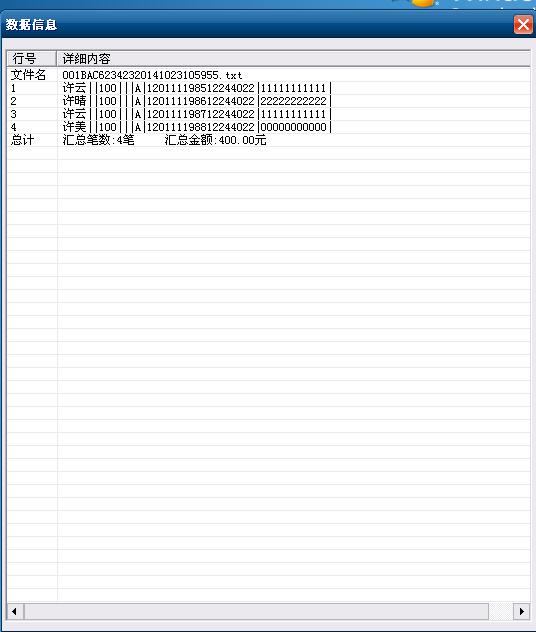 数据信息
行号 详细内容
文件名 001BAC62342320141023105955.txt
1 许云||100|||A|120111198512244022|11111111111|
2 许晴||100|||A|120111198612244022|22222222222|
3 许云||100|||A|120111198712244022|11111111111|
4 许美||100|||A|120111198812244022|00000000000|
总计 汇总笔数:4笔 汇总金额:400.00元